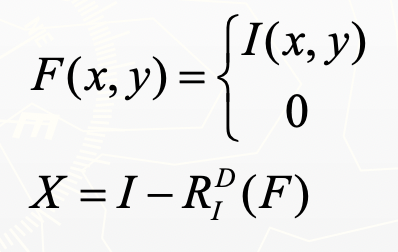 F(x, y) = { I(x, y)
0
X = I − R_I^D(F)